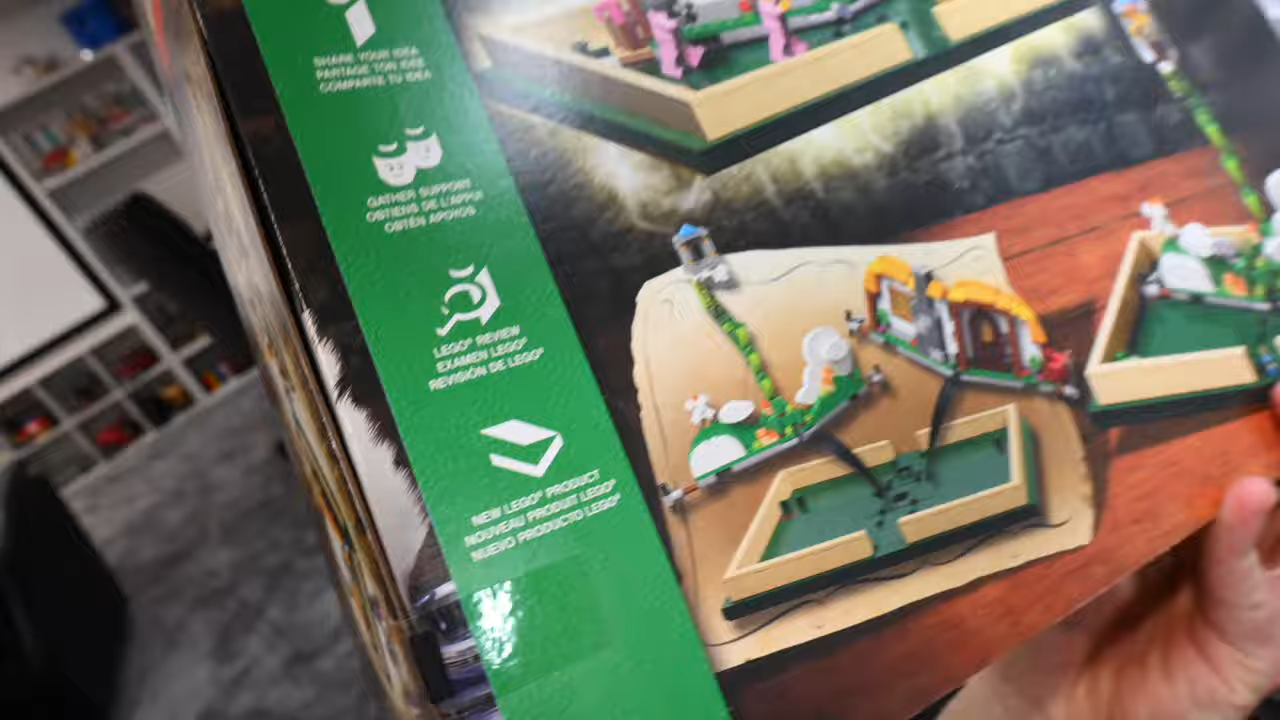 SHARE YOUR IDEA
PARTAGE TON IDÉE
COMPARTE TU IDEA
GATHER SUPPORT
OBTIENS DE L'APPUI
OBTÉN APOYOS
LEGO® REVIEW
EXAMEN LEGO®
REVISIÓN DE LEGO®
NEW LEGO® PRODUCT
NOUVEAU PRODUIT LEGO®
NUEVO PRODUCTO LEGO®